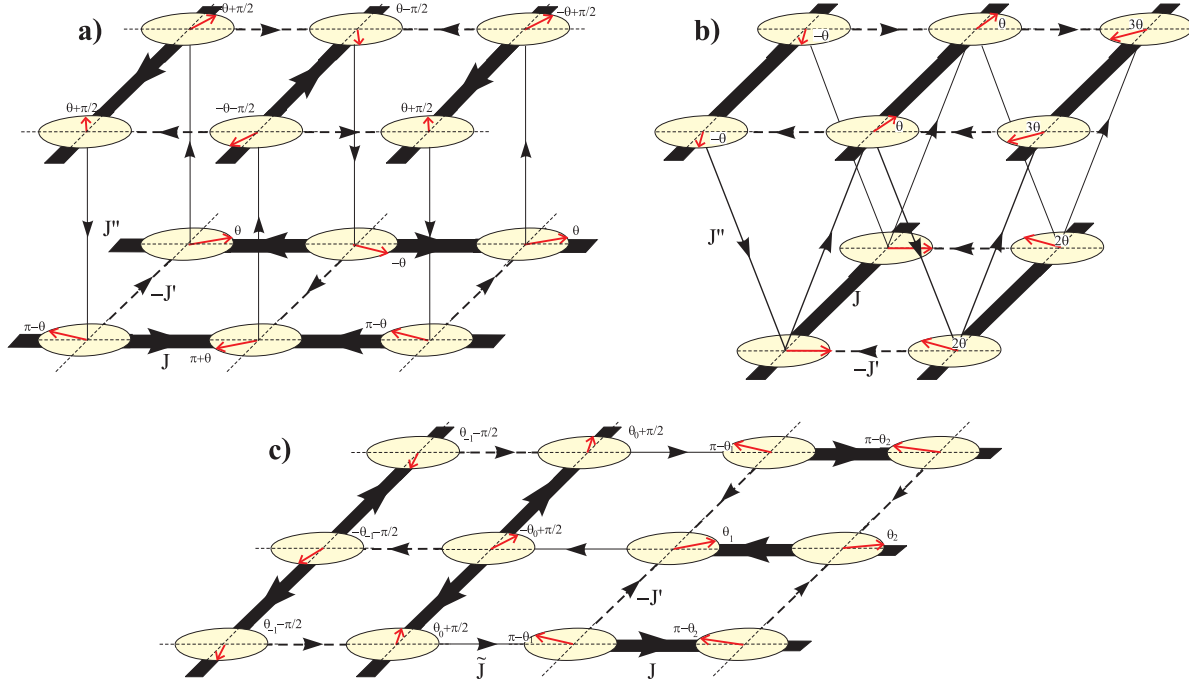 a)
−θ+π/2
θ−π/2
−θ+π/2
θ+π/2
−θ−π/2
θ+π/2
J''
θ
−θ
θ
−J'
π−θ
π+θ
π−θ
J
b)
−θ
θ
3θ
−θ
θ
3θ
J''
2θ
J
2θ
−J'
c)
θ₋₁−π/2
θ₀+π/2
π−θ₁
π−θ₂
−θ₋₁−π/2
−θ₀+π/2
θ₁
θ₂
−J'
θ₋₁−π/2
θ₀+π/2
π−θ₁
π−θ₂
J̃
J